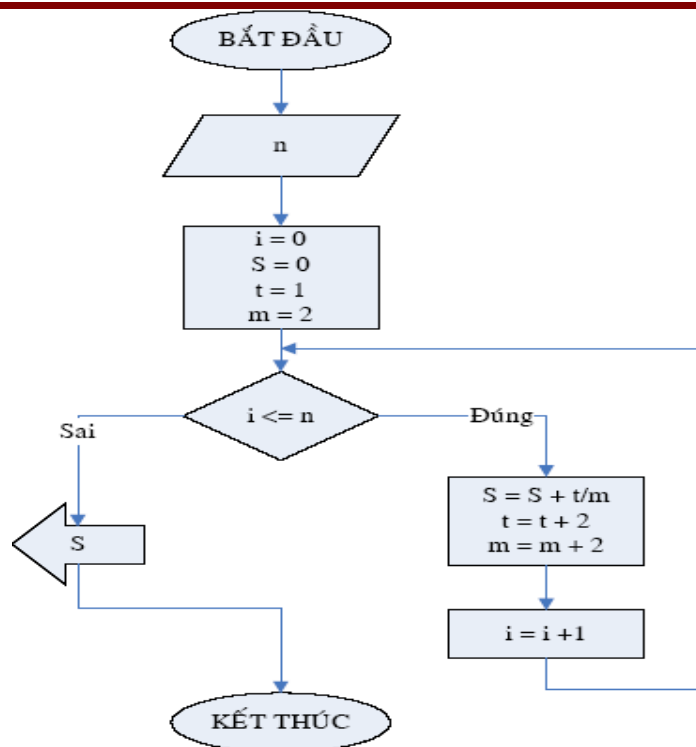 BẮT ĐẦU
n
i = 0
S = 0
t = 1
m = 2
i <= n
Sai
Đúng
S = S + t/m
t = t + 2
m = m + 2
S
i = i +1
KẾT THÚC